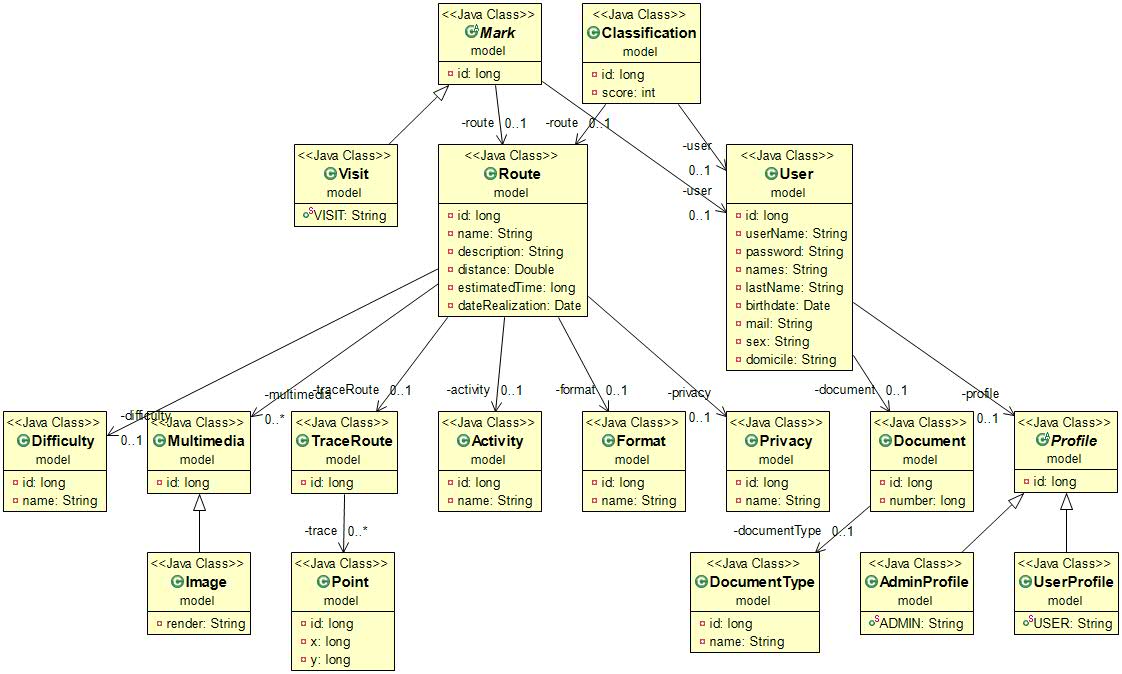 <<Java Class>>
Mark
model
id: long
<<Java Class>>
Classification
model
id: long
score: int
-route 0..1
-route 0..1
-user
0..1
-user
0..1
<<Java Class>>
Visit
model
VISIT: String
<<Java Class>>
Route
model
id: long
name: String
description: String
distance: Double
estimatedTime: long
dateRealization: Date
<<Java Class>>
User
model
id: long
userName: String
password: String
names: String
lastName: String
birthdate: Date
mail: String
sex: String
domicile: String
-difficulty
0..1
-multimedia
0..*
-traceRoute 0..1
-activity 0..1
-format 0..1
-privacy
0..1
-document 0..1
-profile
0..1
<<Java Class>>
Difficulty
model
id: long
name: String
<<Java Class>>
Multimedia
model
id: long
<<Java Class>>
TraceRoute
model
id: long
<<Java Class>>
Activity
model
id: long
name: String
<<Java Class>>
Format
model
id: long
name: String
<<Java Class>>
Privacy
model
id: long
name: String
<<Java Class>>
Document
model
id: long
number: long
<<Java Class>>
Profile
model
id: long
-trace 0..*
-documentType 0..1
<<Java Class>>
Image
model
render: String
<<Java Class>>
Point
model
id: long
x: long
y: long
<<Java Class>>
DocumentType
model
id: long
name: String
<<Java Class>>
AdminProfile
model
ADMIN: String
<<Java Class>>
UserProfile
model
USER: String